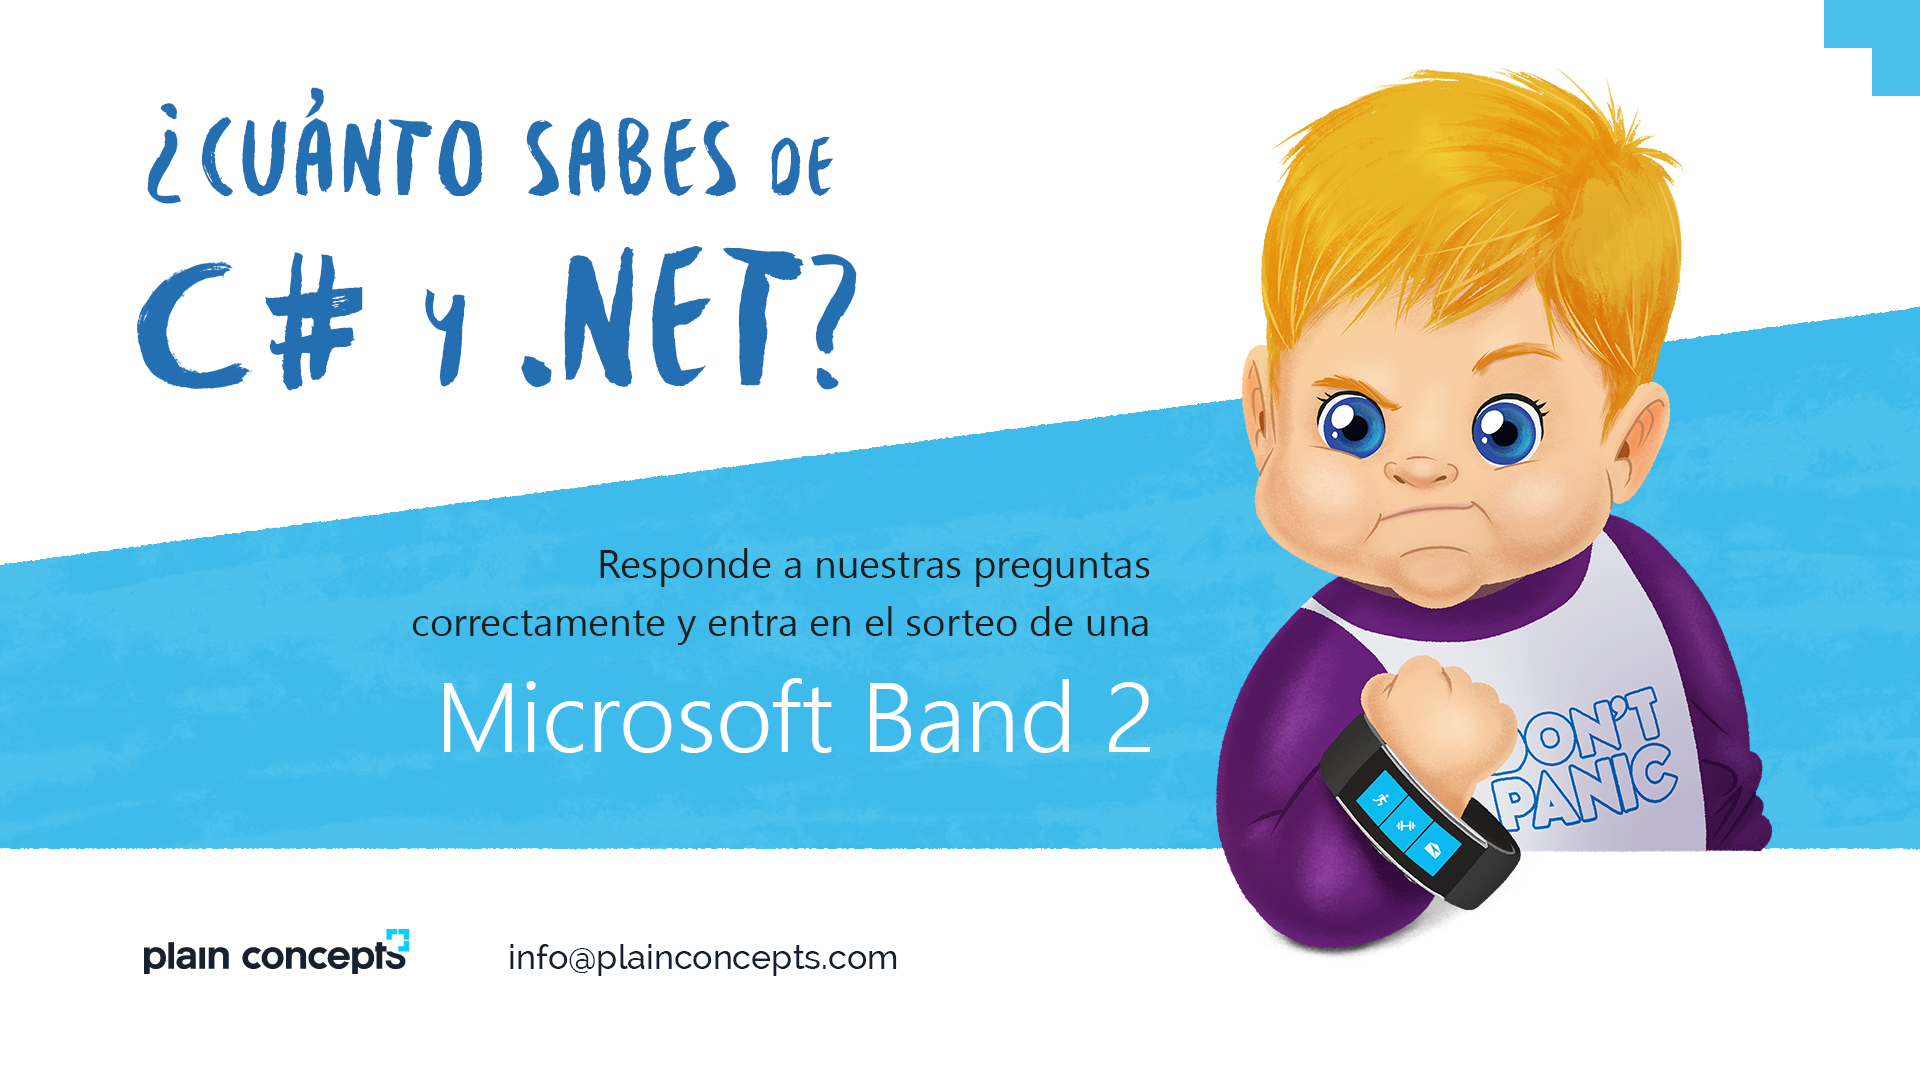 ¿CUÁNTO SABES DE
C# Y .NET?
Responde a nuestras preguntas
correctamente y entra en el sorteo de una
Microsoft Band 2
DON'T
PANIC
plain concepts
info@plainconcepts.com